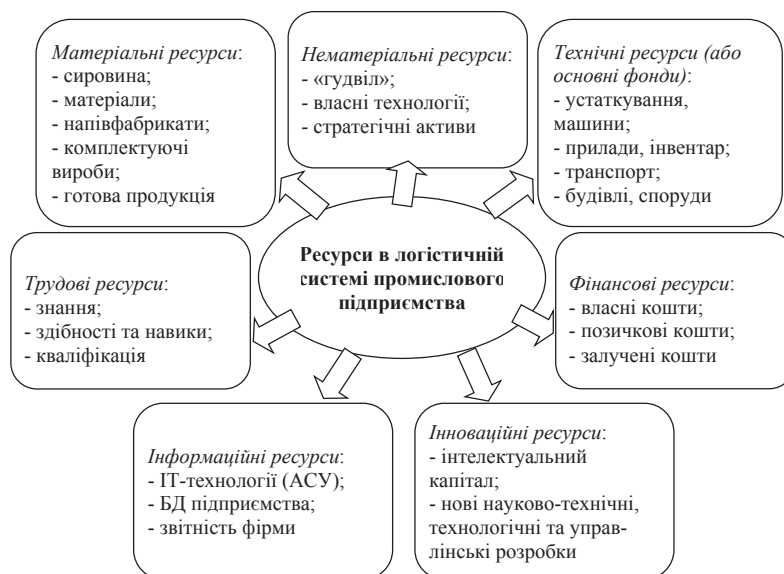 Матеріальні ресурси:
- сировина;
- матеріали;
- напівфабрикати;
- комплектуючі
вироби;
- готова продукція
Нематеріальні ресурси:
- «гудвіл»;
- власні технології;
- стратегічні активи
Технічні ресурси (або
основні фонди):
- устаткування,
машини;
- прилади, інвентар;
- транспорт;
- будівлі, споруди
Ресурси в логістичній
системі промислового
підприємства
Трудові ресурси:
- знання;
- здібності та навики;
- кваліфікація
Фінансові ресурси:
- власні кошти;
- позичкові кошти;
- залучені кошти
Інформаційні ресурси:
- ІТ-технології (АСУ);
- БД підприємства;
- звітність фірми
Інноваційні ресурси:
- інтелектуальний
капітал;
- нові науково-технічні,
технологічні та управ-
лінські розробки